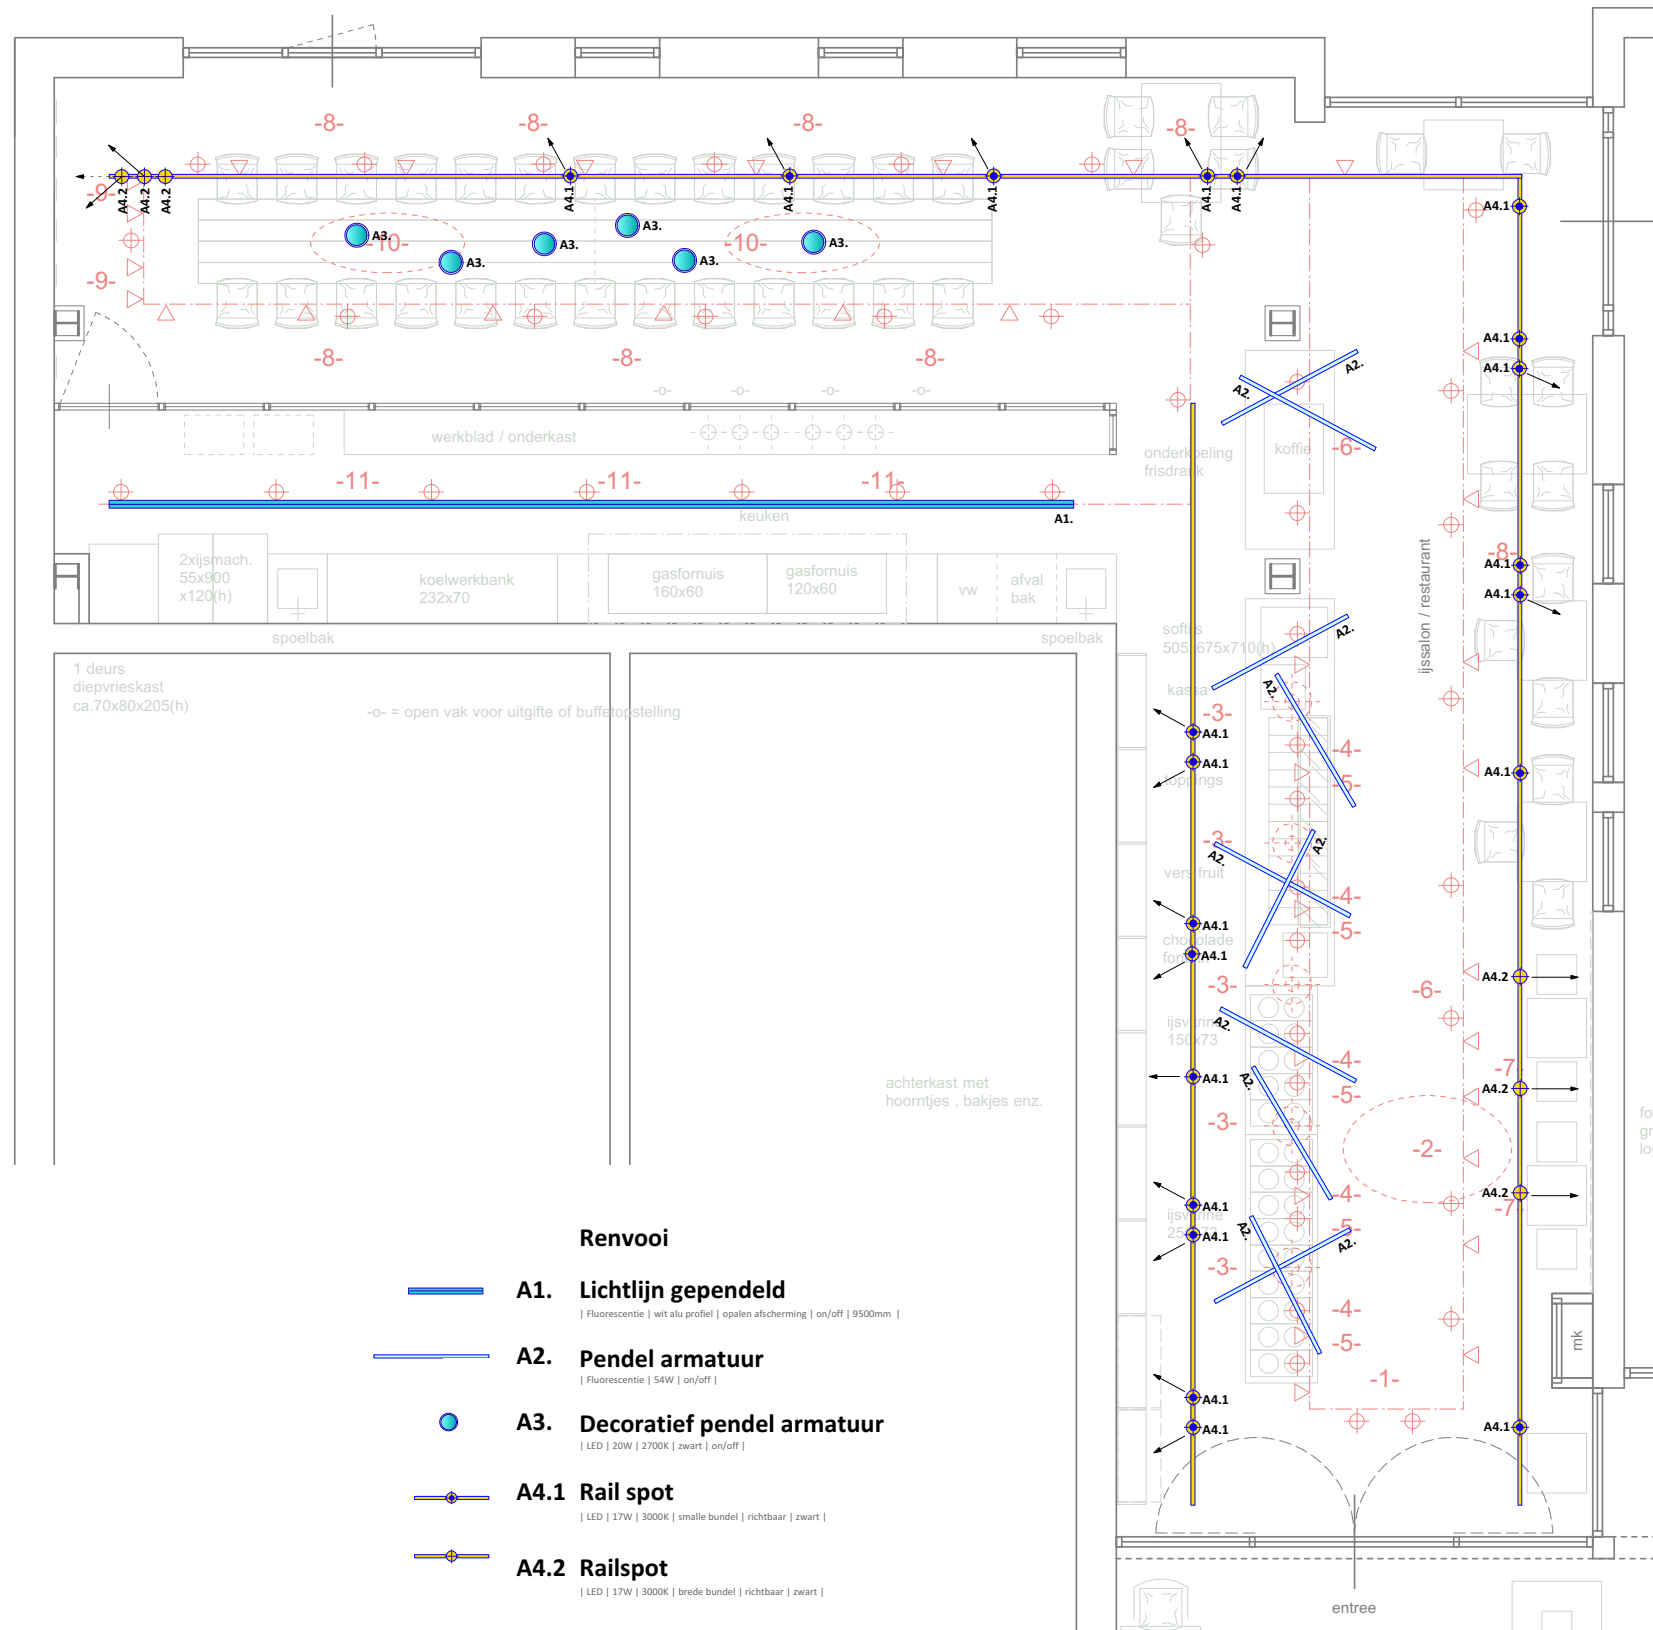 -8- -8- -8- -8-
-9-
A4.2 A4.2 A4.2 A4.1 A4.1 A4.1 A4.1 A4.1
A4.1
A3. A3. A3. A3. A3. A3.
-10- -10-
-9-
A4.1
-8- -8- -8-
A4.1
A2. A2.
-o- -o- -o- -o-
werkblad / onderkast
onderkoeling
frisdrank
koffie
-6-
-11- -11- -11-
A1.
keuken
2xijsmach.
55x900
x120(h)
koelwerkbank
232x70
gasfornuis
160x60
gasfornuis
120x60
vw
afval
bak
spoelbak
spoelbak
ijssalon / restaurant
-8-
A4.1
A4.1
1 deurs
diepvrieskast
ca.70x80x205(h)
-o- = open vak voor uitgifte of buffetopstelling
softijs
505x675x710(h)
A2.
kassa
A2.
-3-
A4.1
A4.1
toppings
-4-
-5-
A4.1
-3-
A2. A2.
vers fruit
-4-
-5-
A4.1
chocolade
A4.1
-3-
A4.2
-6-
A2.
ijsvitrine
150x73
-4-
-5-
A4.1
A2.
-7-
A4.2
achterkast met
hoorntjes , bakjes enz.
-3-
-2-
-4-
-5-
A4.2
-7-
A4.1
ijsvitrine
A4.1
A2. A2.
-3-
-4-
-5-
mk
-1-
A4.1
A4.1
A4.1
entree
Renvooi
A1. Lichtlijn gependeld
| Fluorescentie | wit alu profiel | opalen afscherming | on/off | 9500mm |
A2. Pendel armatuur
| Fluorescentie | 54W | on/off |
A3. Decoratief pendel armatuur
| LED | 20W | 2700K | zwart | on/off |
A4.1 Rail spot
| LED | 17W | 3000K | smalle bundel | richtbaar | zwart |
A4.2 Railspot
| LED | 17W | 3000K | brede bundel | richtbaar | zwart |